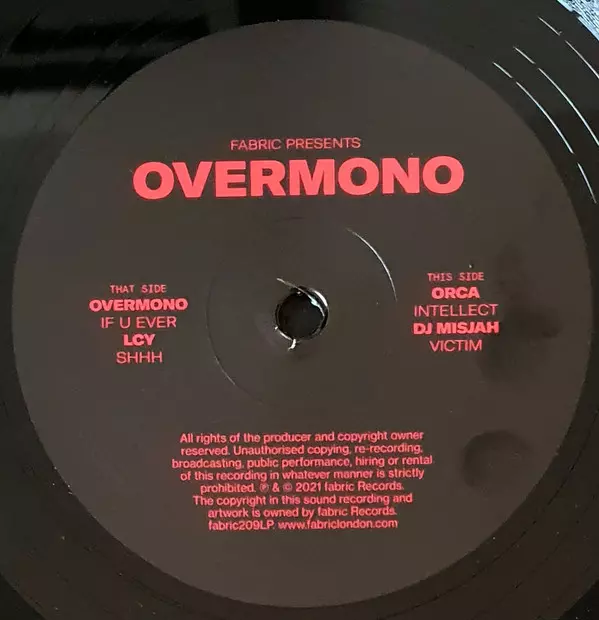 FABRIC PRESENTS
OVERMONO
THAT SIDE
OVERMONO
IF U EVER
LCY
SHHH
THIS SIDE
ORCA
INTELLECT
DJ MISJAH
VICTIM
All rights of the producer and copyright owner
reserved. Unauthorised copying, re-recording,
broadcasting, public performance, hiring or rental
of this recording in whatever manner is strictly
prohibited. ℗ & © 2021 fabric Records.
The copyright in this sound recording and
artwork is owned by fabric Records.
fabric209LP. www.fabriclondon.com